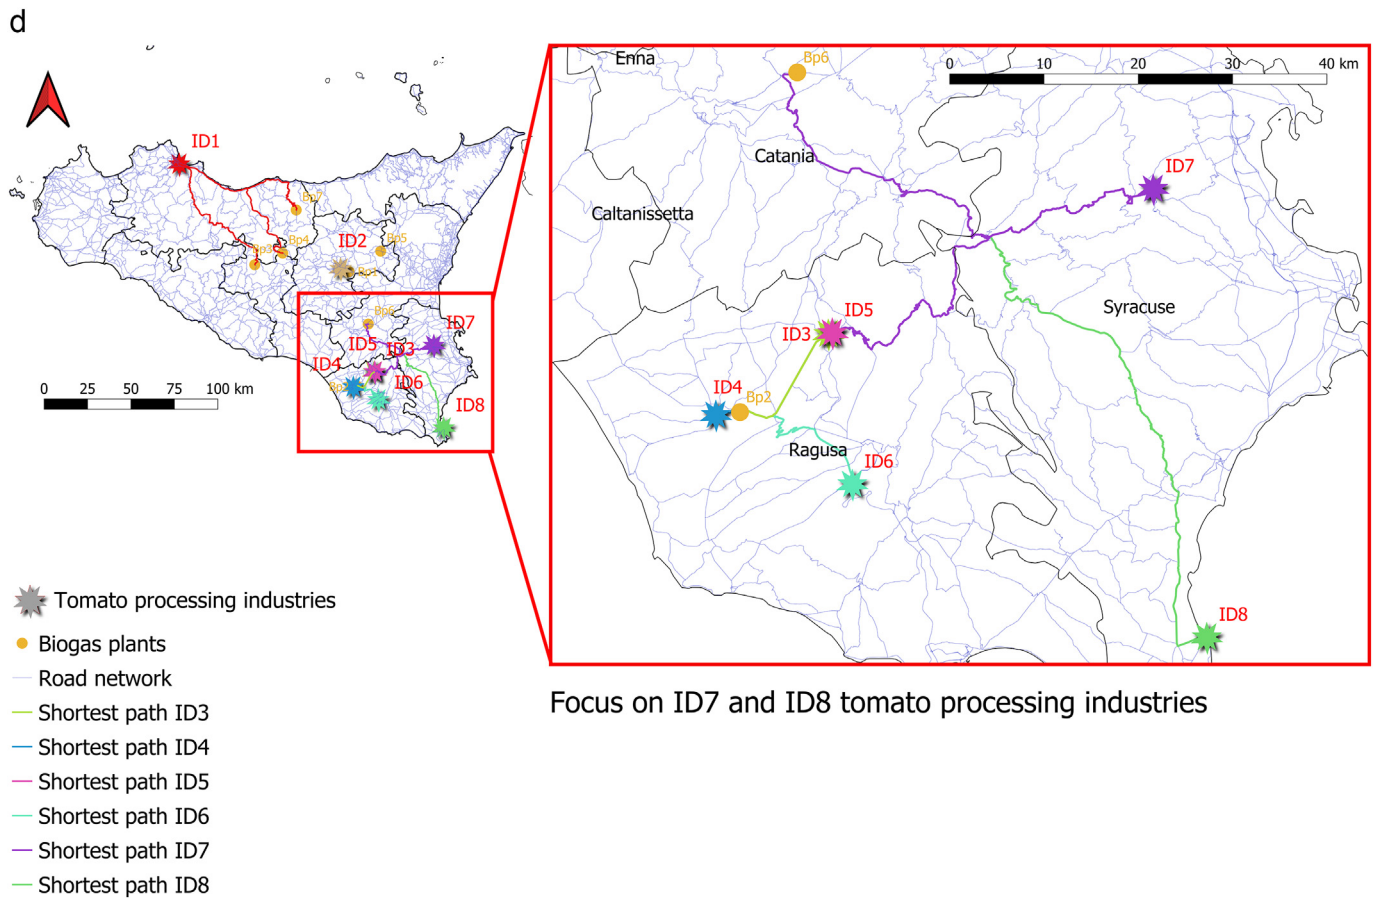 d
ID1
Bp7
ID2
Bp4
Bp3
Bp5
Bp1
Bp6
ID7
ID5
ID3
ID4
ID6
ID8
0 25 50 75 100 km
Enna
Bp6
0 10 20 30 40 km
Catania
ID7
Caltanissetta
Syracuse
ID5
ID3
ID4
Bp2
Ragusa
ID6
ID8
Focus on ID7 and ID8 tomato processing industries
Tomato processing industries
Biogas plants
Road network
Shortest path ID3
Shortest path ID4
Shortest path ID5
Shortest path ID6
Shortest path ID7
Shortest path ID8